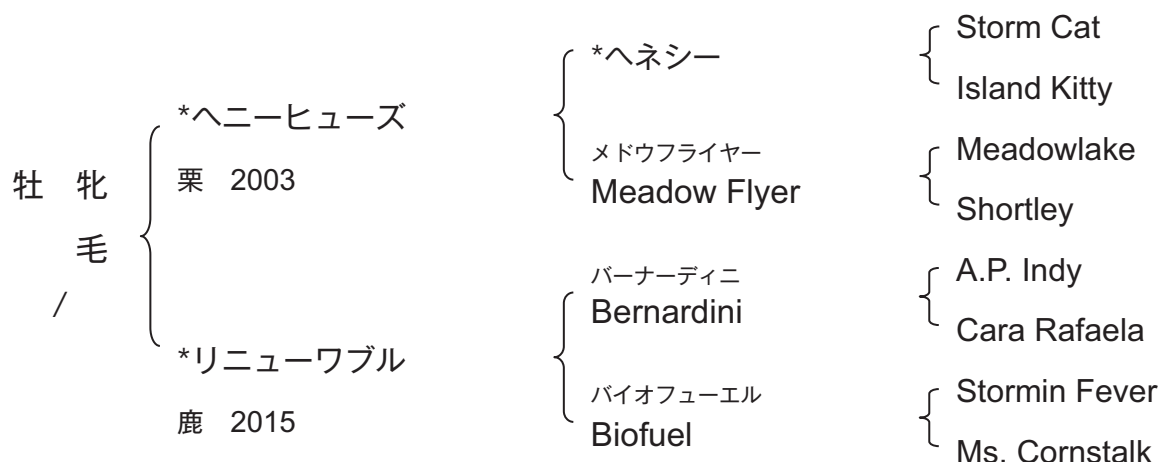 牡 牝
毛
/
*ヘニーヒューズ
栗 2003
*リニューワブル
鹿 2015
*ヘネシー
メドウフライヤー
Meadow Flyer
バーナーディニ
Bernardini
バイオフューエル
Biofuel
Storm Cat
Island Kitty
Meadowlake
Shortley
A.P. Indy
Cara Rafaela
Stormin Fever
Ms. Cornstalk